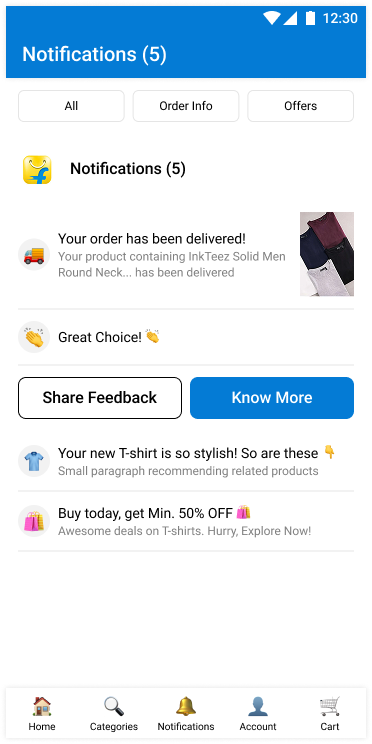 12:30
Notifications (5)
All
Order Info
Offers
Notifications (5)
Your order has been delivered!
Your product containing InkTeez Solid Men
Round Neck... has been delivered
Great Choice! 👏
Share Feedback
Know More
Your new T-shirt is so stylish! So are these 👇
Small paragraph recommending related products
Buy today, get Min. 50% OFF 🛍️
Awesome deals on T-shirts. Hurry, Explore Now!
Home
Categories
Notifications
Account
Cart